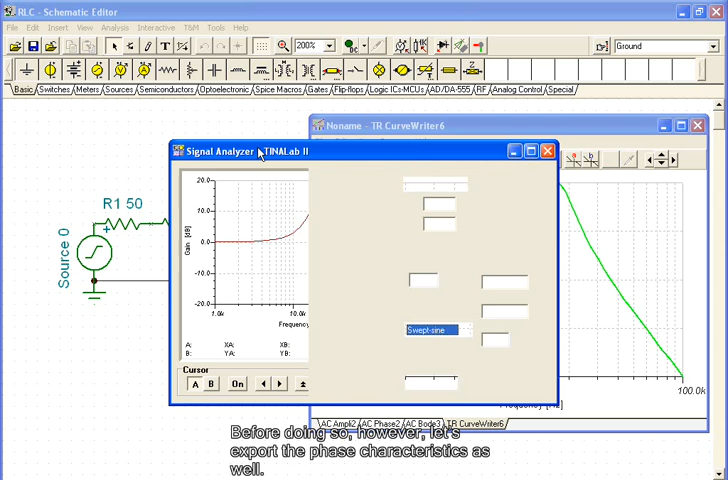 RLC - Schematic Editor
File Edit Insert View Analysis Interactive T&M Tools Help
200% DC Ground
Basic Switches Meters Sources Semiconductors Optoelectronic Spice Macros Gates Flip-flops Logic ICs-MCUs AD/DA-555 RF Analog Control Special
Noname - TR CurveWriter6
Signal Analyzer - TINALab II
a b
20.0
10.0
0.0
-10.0
-20.0
Gain [dB]
1.0k 10.0k
Frequency
A: XA: XB:
B: YA: YB:
Cursor
A B On
Swept-sine
R1 50
Source 0
+
100.0k
AC Ampli2 AC Phase2 AC Bode3 TR CurveWriter6
Before doing so, however, let's
export the phase characteristics as
well.